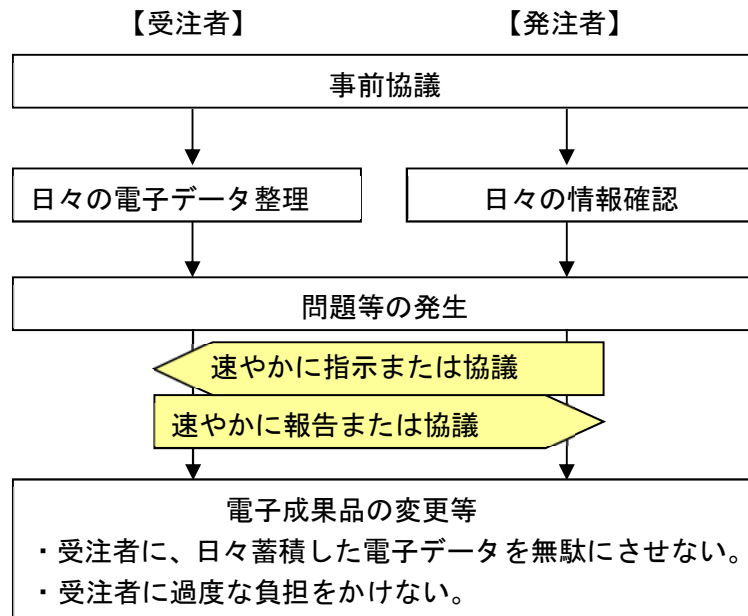 【受注者】
【発注者】
事前協議
日々の電子データ整理
日々の情報確認
問題等の発生
速やかに指示または協議
速やかに報告または協議
電子成果品の変更等
・受注者に、日々蓄積した電子データを無駄にさせない。
・受注者に過度な負担をかけない。